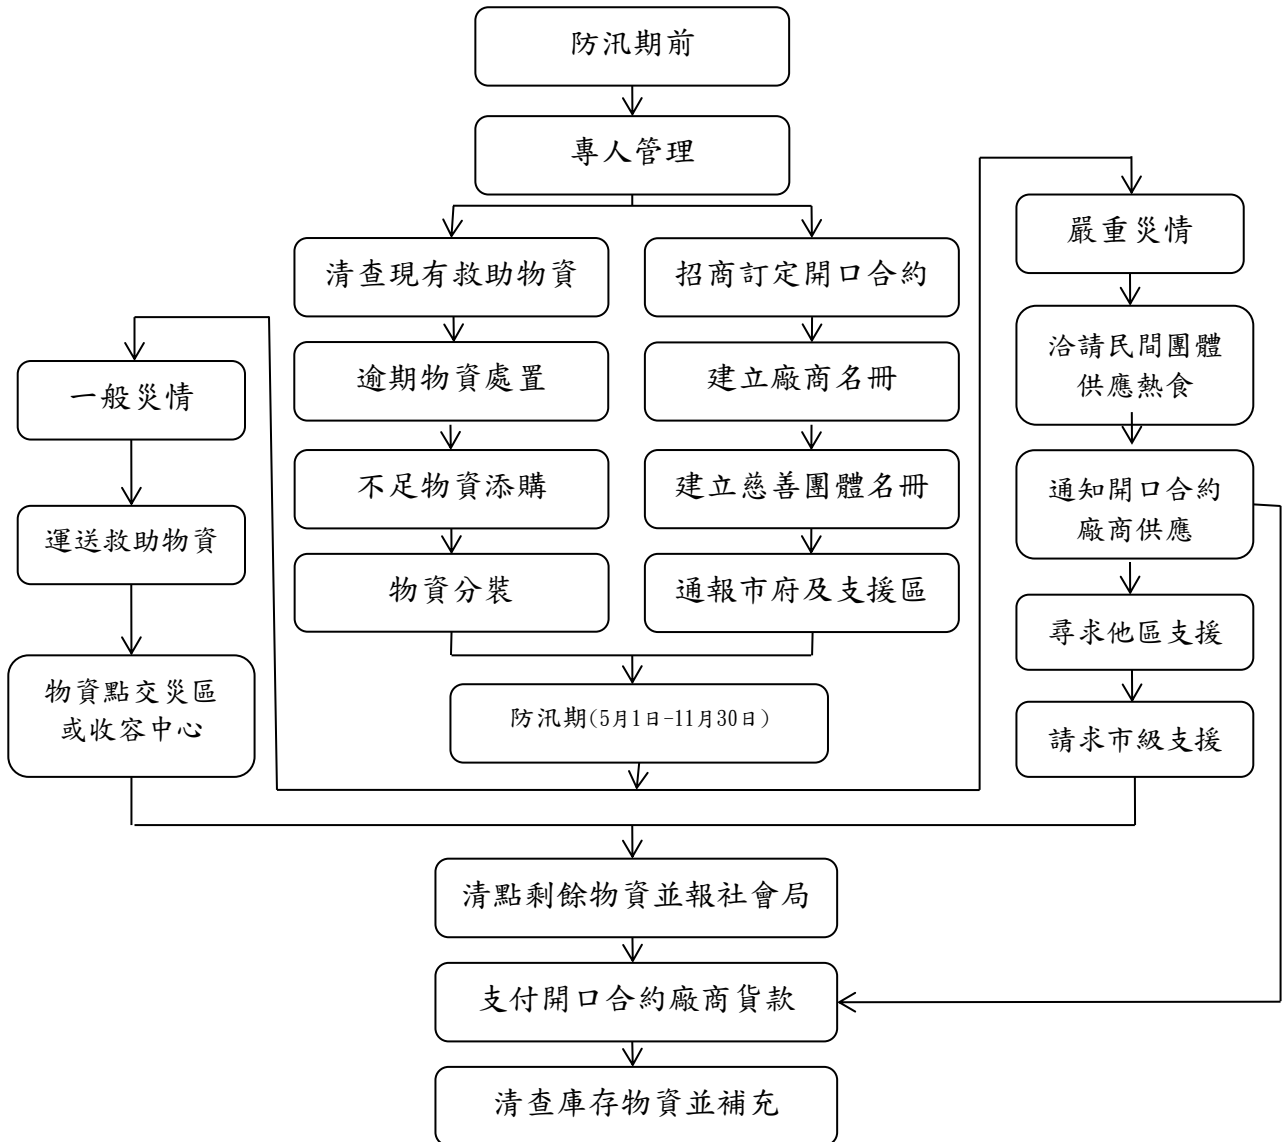 防汛期前
專人管理
清查現有救助物資
逾期物資處置
不足物資添購
物資分裝
招商訂定開口合約
建立廠商名冊
建立慈善團體名冊
通報市府及支援區
防汛期(5月1日-11月30日)
一般災情
運送救助物資
物資點交災區
或收容中心
嚴重災情
洽請民間團體
供應熱食
通知開口合約
廠商供應
尋求他區支援
請求市級支援
清點剩餘物資並報社會局
支付開口合約廠商貨款
清查庫存物資並補充